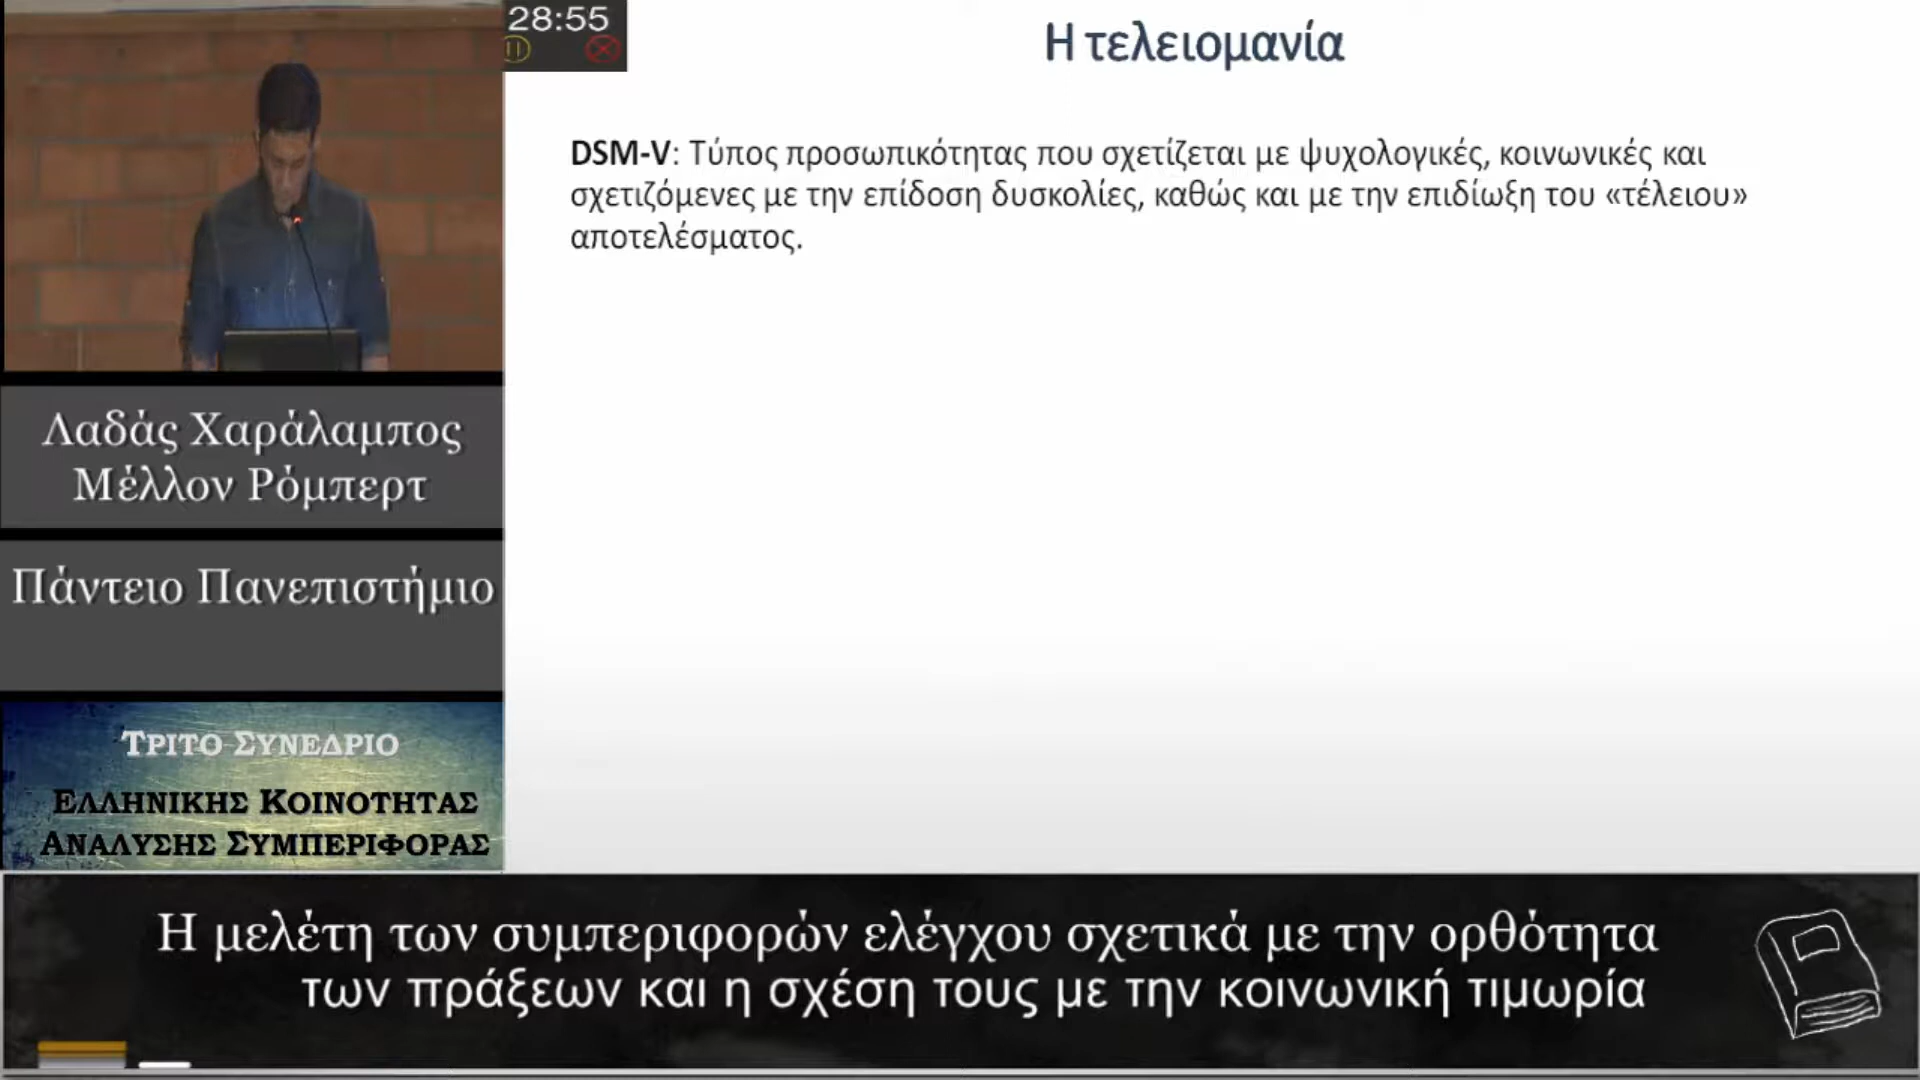 28:55
Η τελειομανία
DSM-V: Τύπος προσωπικότητας που σχετίζεται με ψυχολογικές, κοινωνικές και
σχετιζόμενες με την επίδοση δυσκολίες, καθώς και με την επιδίωξη του «τέλειου»
αποτελέσματος.
Λαδάς Χαράλαμπος
Μέλλον Ρόμπερτ
Πάντειο Πανεπιστήμιο
ΤΡΙΤΟ ΣΥΝΕΔΡΙΟ
ΕΛΛΗΝΙΚΗΣ ΚΟΙΝΟΤΗΤΑΣ
ΑΝΑΛΥΣΗΣ ΣΥΜΠΕΡΙΦΟΡΑΣ
Η μελέτη των συμπεριφορών ελέγχου σχετικά με την ορθότητα
των πράξεων και η σχέση τους με την κοινωνική τιμωρία